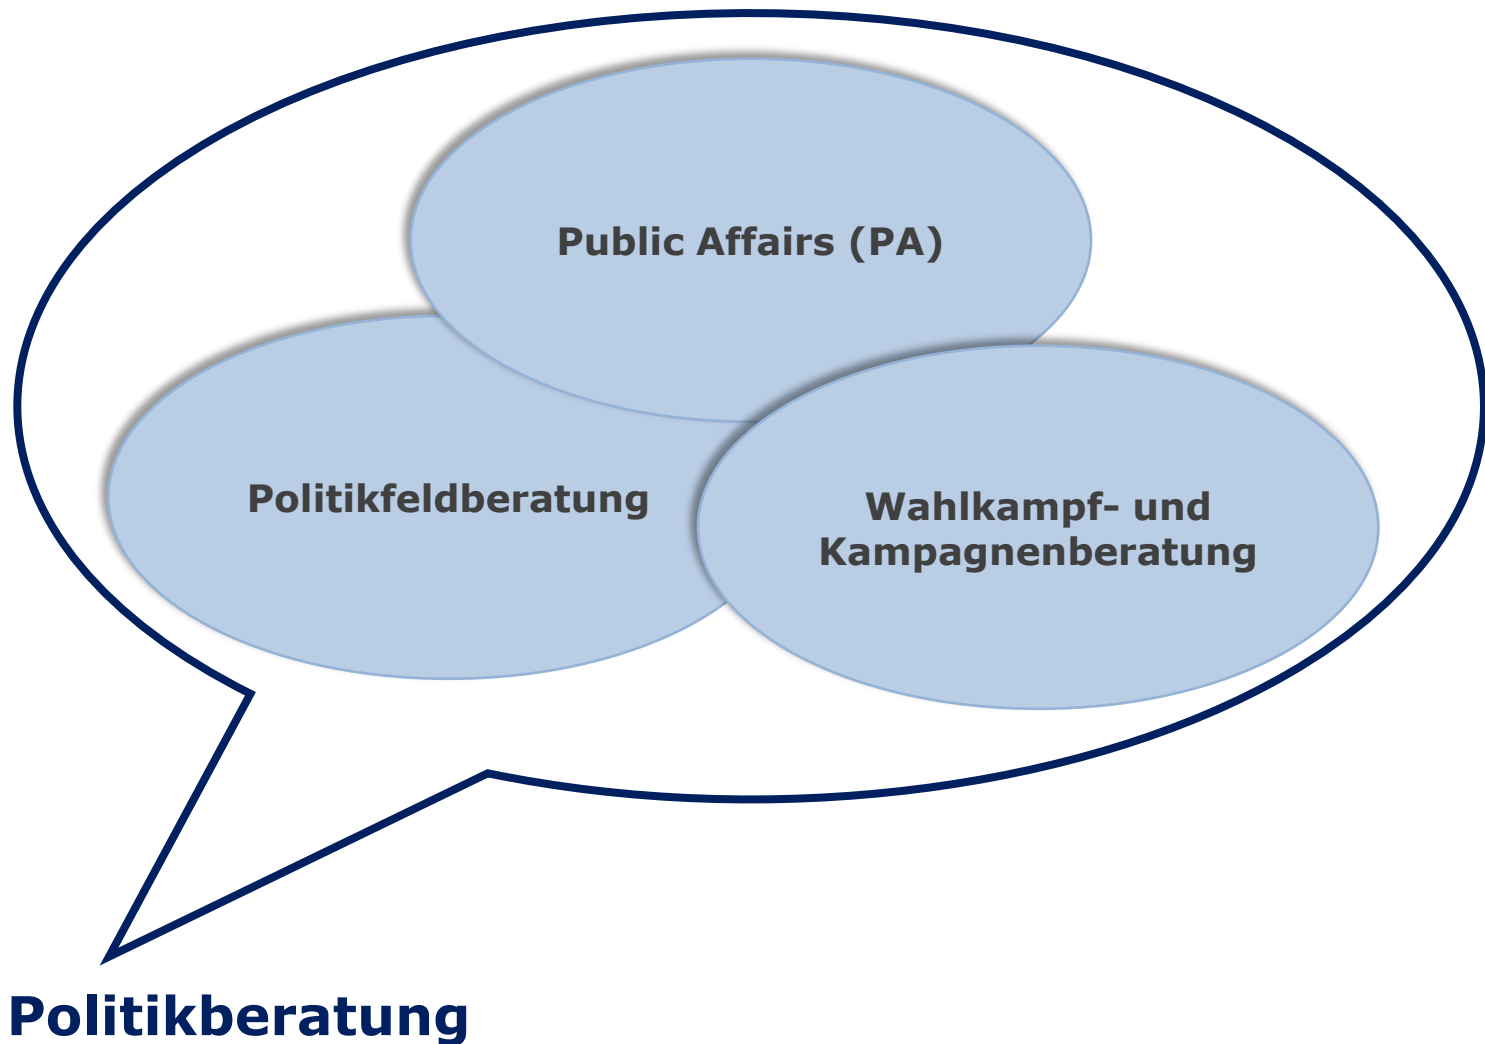 Public Affairs (PA)
Politikfeldberatung
Wahlkampf- und
Kampagnenberatung
Politikberatung